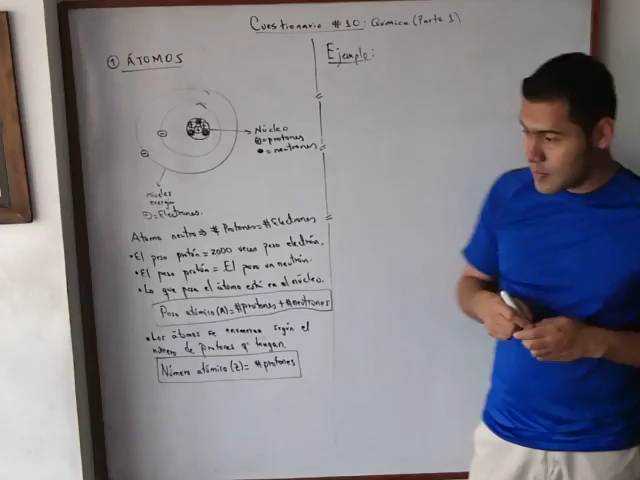 Cuestionario #10: Química (Parte 1)
① ÁTOMOS
Ejemplo:
Núcleo
⊕=protones
●=neutrones
energía
⊖=Electrones.
Átomo neutro⇒ # Protones=#Electrones
•El peso protón=2000 veces peso electrón.
•El peso protón = El peso un neutrón.
•Lo que pesa el átomo está en el núcleo.
Peso atómico(A)=#protones+#neutrones
•Los átomos se enumeran según el
número de protones q' tengan.
Número atómico(Z)= #protones